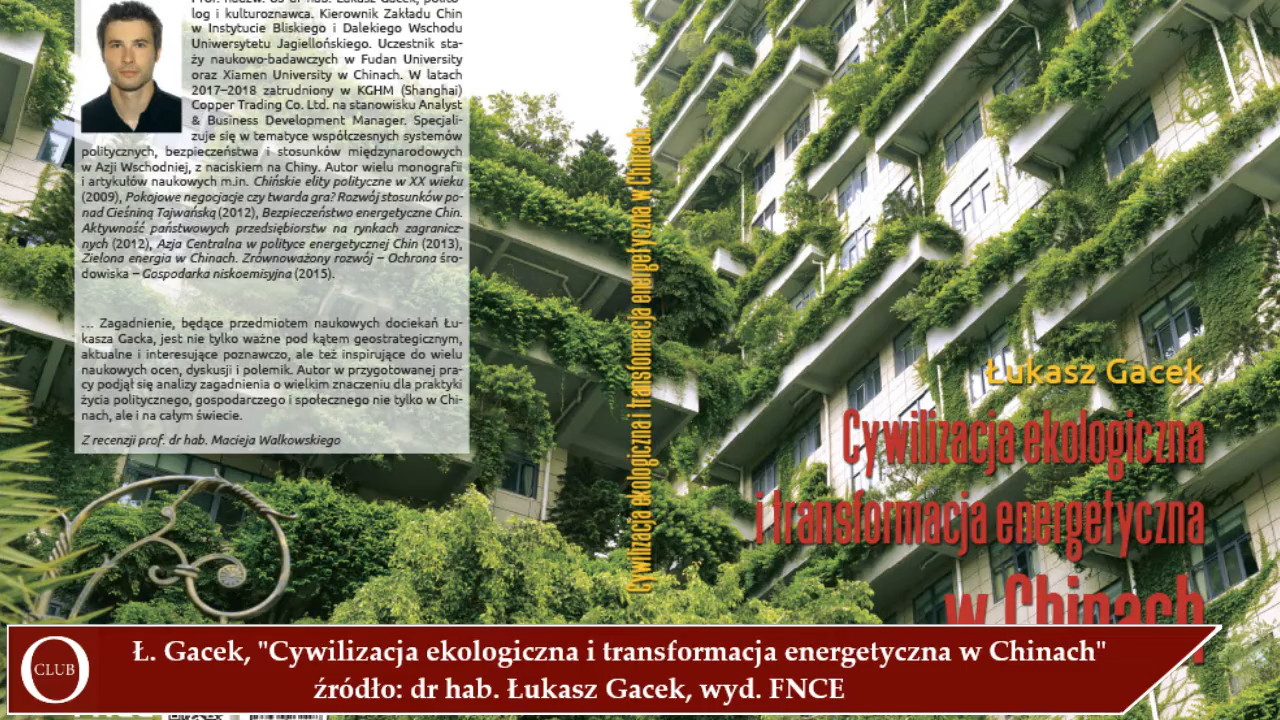 Prof. nadzw. UJ dr hab. Łukasz Gacek, polito-
log i kulturoznawca. Kierownik Zakładu Chin
w Instytucie Bliskiego i Dalekiego Wschodu
Uniwersytetu Jagiellońskiego. Uczestnik sta-
ży naukowo-badawczych w Fudan University
oraz Xiamen University w Chinach. W latach
2017–2018 zatrudniony w KGHM (Shanghai)
Copper Trading Co. Ltd. na stanowisku Analyst
& Business Development Manager. Specjali-
zuje się w tematyce współczesnych systemów
politycznych, bezpieczeństwa i stosunków międzynarodowych
w Azji Wschodniej, z naciskiem na Chiny. Autor wielu monografii
i artykułów naukowych m.in. Chińskie elity polityczne w XX wieku
(2009), Pokojowe negocjacje czy twarda gra? Rozwój stosunków po-
nad Cieśniną Tajwańską (2012), Bezpieczeństwo energetyczne Chin.
Aktywność państwowych przedsiębiorstw na rynkach zagranicz-
nych (2012), Azja Centralna w polityce energetycznej Chin (2013),
Zielona energia w Chinach. Zrównoważony rozwój – Ochrona śro-
dowiska – Gospodarka niskoemisyjna (2015).
... Zagadnienie, będące przedmiotem naukowych dociekań Łu-
kasza Gacka, jest nie tylko ważne pod kątem geostrategicznym,
aktualne i interesujące poznawczo, ale też inspirujące do wielu
naukowych ocen, dyskusji i polemik. Autor w przygotowanej pra-
cy podjął się analizy zagadnienia o wielkim znaczeniu dla praktyki
życia politycznego, gospodarczego i społecznego nie tylko w Chi-
nach, ale i na całym świecie.
Z recenzji prof. dr hab. Macieja Walkowskiego
Cywilizacja ekologiczna i transformacja energetyczna w Chinach
Łukasz Gacek
Cywilizacja ekologiczna
i transformacja energetyczna
w Chinach
O CLUB
Ł. Gacek, "Cywilizacja ekologiczna i transformacja energetyczna w Chinach"
źródło: dr hab. Łukasz Gacek, wyd. FNCE